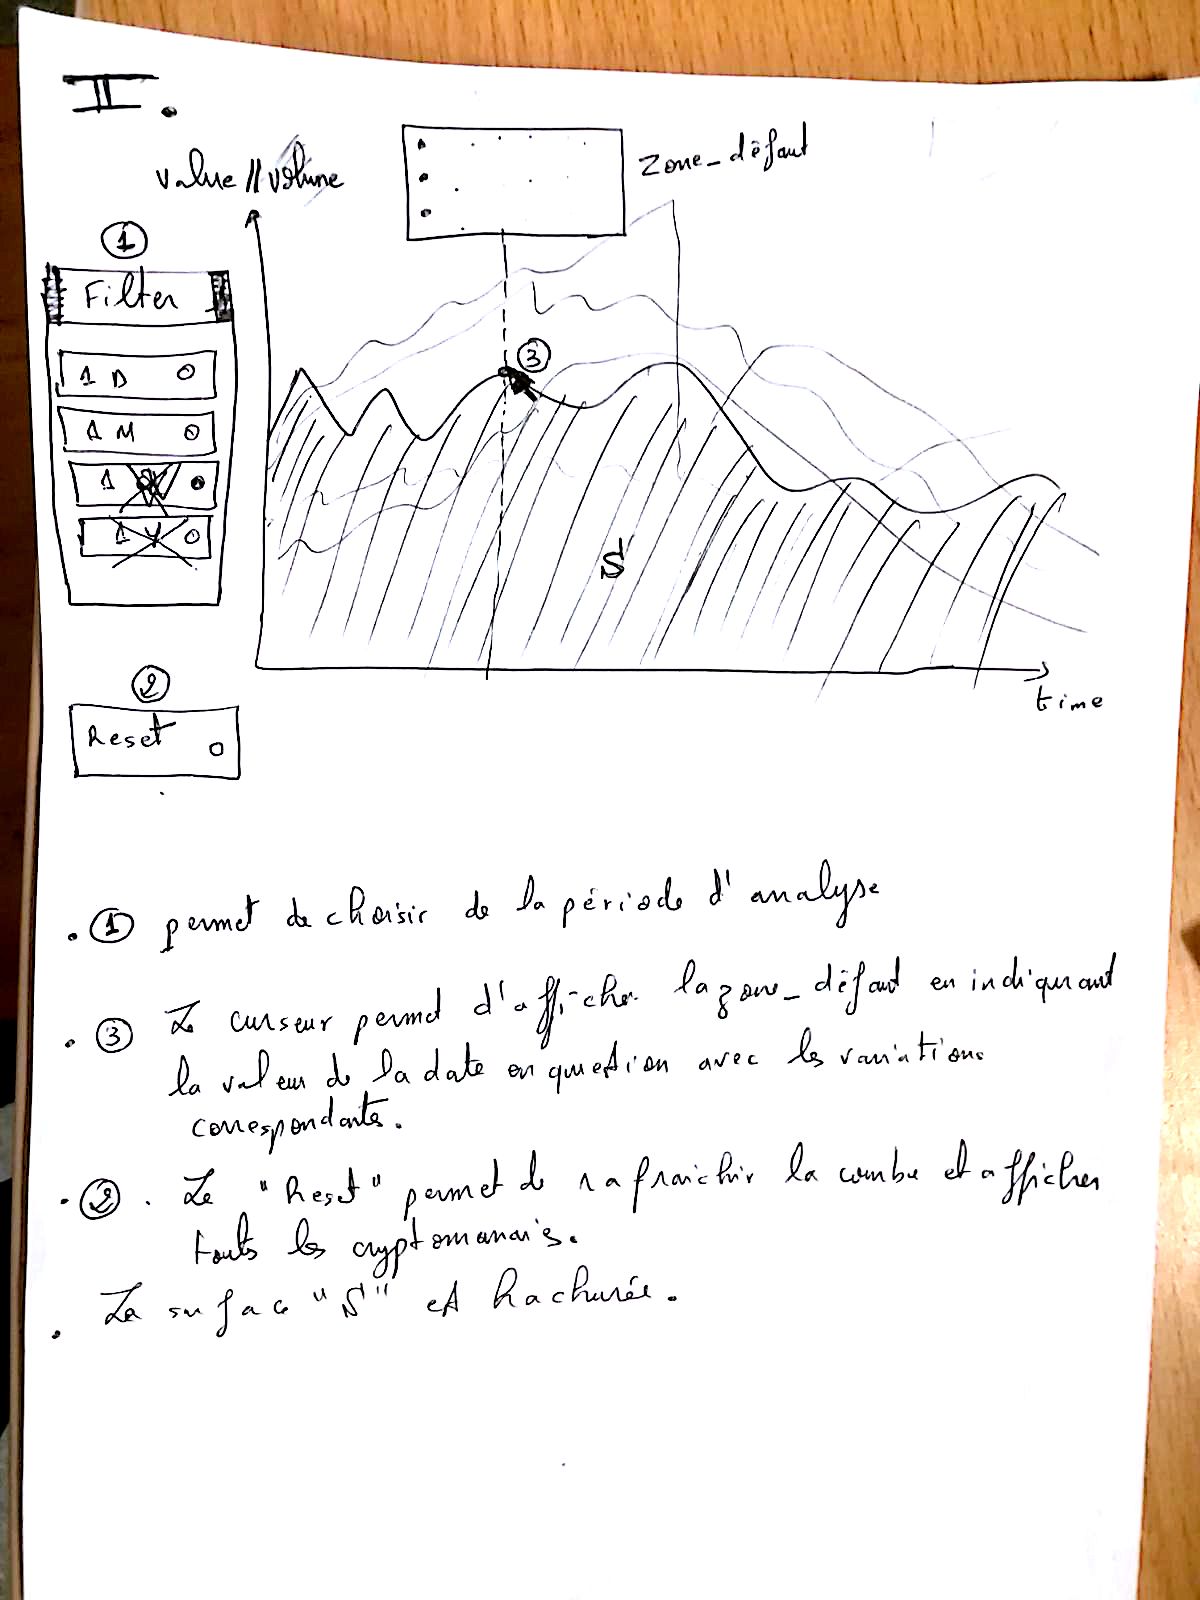 II.
value // volume
zone_défaut
1
Filter
1 D
1 M
1
1 Y
3
S
time
2
Reset
. 1 permet de choisir de la période d'analyse
. 3 Le curseur permet d'afficher la zone_défaut en indiquant
la valeur de la date en question avec les variations
correspondantes.
. 2 . Le "Reset" permet de rafraichir la courbe et afficher
touts les cryptomonnais.
. La surface "S" est hachurée.